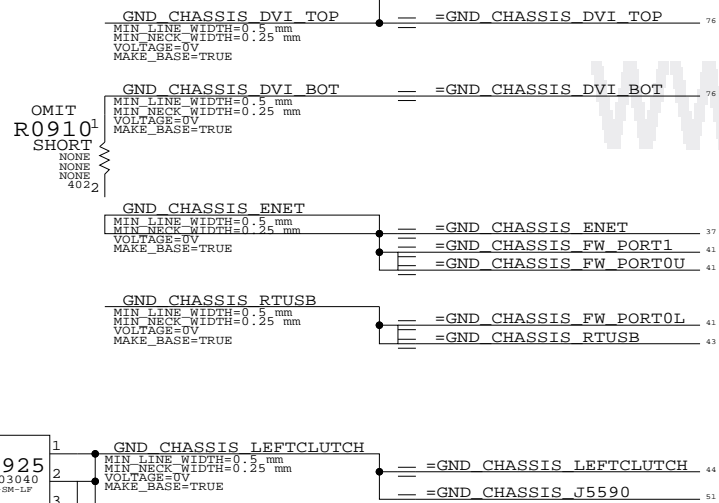 GND_CHASSIS_DVI_TOP
MIN_LINE_WIDTH=0.5 mm
MIN_NECK_WIDTH=0.25 mm
VOLTAGE=0V
MAKE_BASE=TRUE
=GND_CHASSIS_DVI_TOP 76
GND_CHASSIS_DVI_BOT
MIN_LINE_WIDTH=0.5 mm
MIN_NECK_WIDTH=0.25 mm
VOLTAGE=0V
MAKE_BASE=TRUE
=GND_CHASSIS_DVI_BOT 76
OMIT
R0910 1
SHORT
NONE
NONE
NONE
402 2
GND_CHASSIS_ENET
MIN_LINE_WIDTH=0.5 mm
MIN_NECK_WIDTH=0.25 mm
VOLTAGE=0V
MAKE_BASE=TRUE
=GND_CHASSIS_ENET 37
=GND_CHASSIS_FW_PORT1 41
=GND_CHASSIS_FW_PORT0U 41
GND_CHASSIS_RTUSB
MIN_LINE_WIDTH=0.5 mm
MIN_NECK_WIDTH=0.25 mm
VOLTAGE=0V
MAKE_BASE=TRUE
=GND_CHASSIS_FW_PORT0L 41
=GND_CHASSIS_RTUSB 43
925
03040
-SM-LF
1
2
3
GND_CHASSIS_LEFTCLUTCH
MIN_LINE_WIDTH=0.5 mm
MIN_NECK_WIDTH=0.25 mm
VOLTAGE=0V
MAKE_BASE=TRUE
=GND_CHASSIS_LEFTCLUTCH 44
=GND_CHASSIS_J5590 51